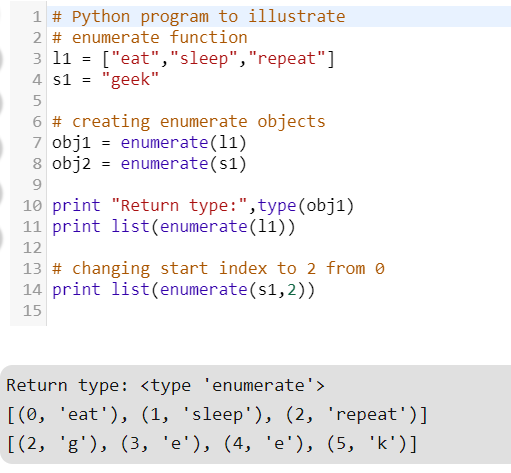 1 # Python program to illustrate
2 # enumerate function
3 l1 = ["eat","sleep","repeat"]
4 s1 = "geek"
5
6 # creating enumerate objects
7 obj1 = enumerate(l1)
8 obj2 = enumerate(s1)
9
10 print "Return type:",type(obj1)
11 print list(enumerate(l1))
12
13 # changing start index to 2 from 0
14 print list(enumerate(s1,2))
15
Return type: <type 'enumerate'>
[(0, 'eat'), (1, 'sleep'), (2, 'repeat')]
[(2, 'g'), (3, 'e'), (4, 'e'), (5, 'k')]